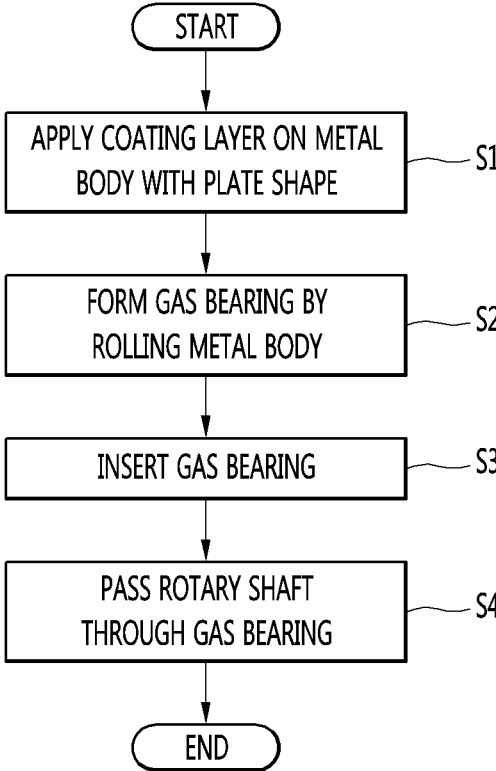 START
APPLY COATING LAYER ON METAL
BODY WITH PLATE SHAPE
S1
FORM GAS BEARING BY
ROLLING METAL BODY
S2
INSERT GAS BEARING
S3
PASS ROTARY SHAFT
THROUGH GAS BEARING
S4
END